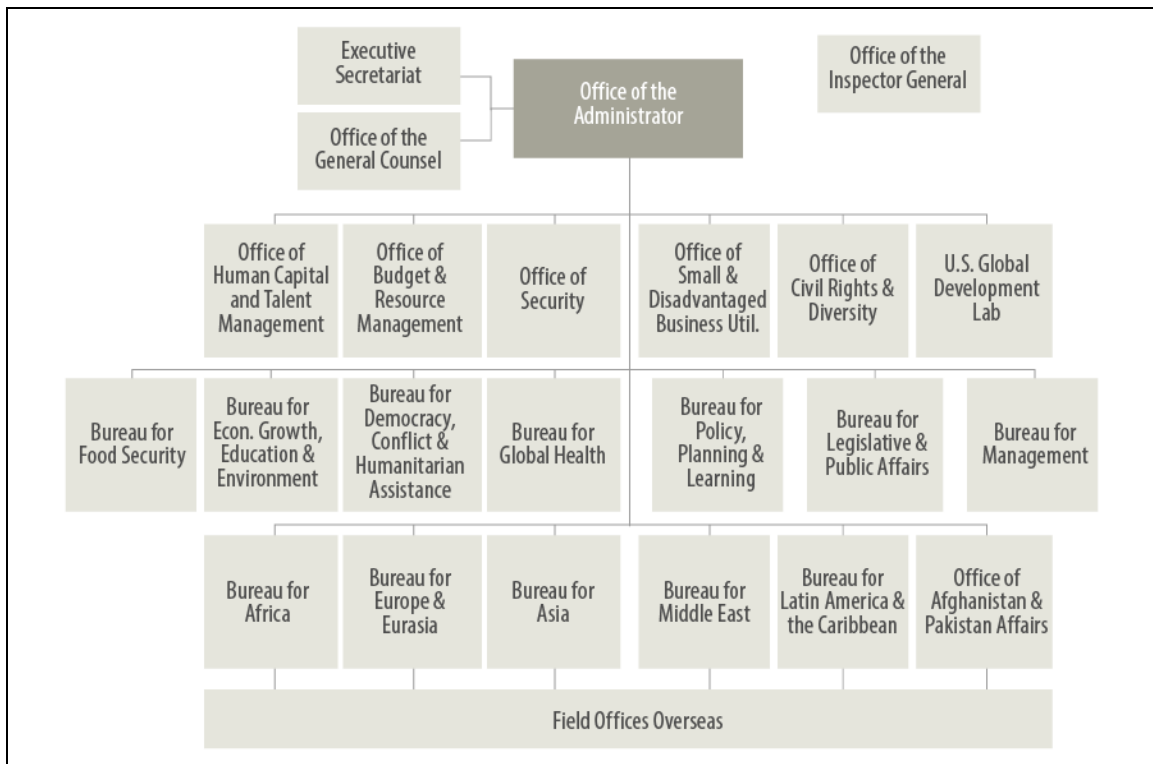 Executive
Secretariat
Office of the
General Counsel
Office of the
Administrator
Office of the
Inspector General
Office of
Human Capital
and Talent
Management
Office of
Budget &
Resource
Management
Office of
Security
Office of
Small &
Disadvantaged
Business Util.
Office of
Civil Rights &
Diversity
U.S. Global
Development
Lab
Bureau for
Food Security
Bureau for
Econ. Growth,
Education &
Environment
Bureau for
Democracy,
Conflict &
Humanitarian
Assistance
Bureau for
Global Health
Bureau for
Policy,
Planning &
Learning
Bureau for
Legislative &
Public Affairs
Bureau for
Management
Bureau for
Africa
Bureau for
Europe &
Eurasia
Bureau for
Asia
Bureau for
Middle East
Bureau for
Latin America &
the Caribbean
Office of
Afghanistan &
Pakistan Affairs
Field Offices Overseas